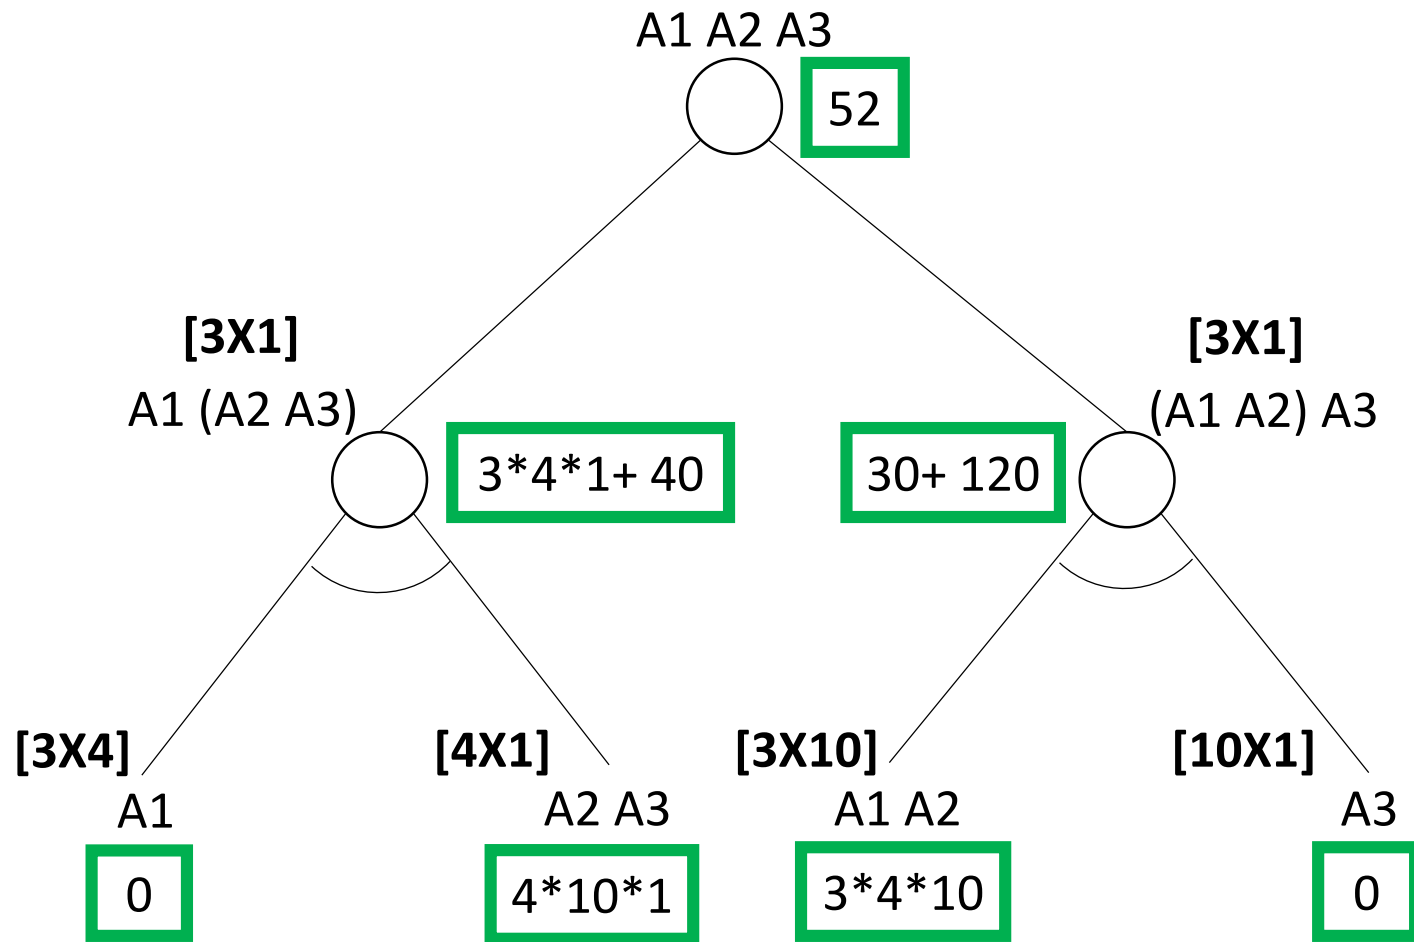 A1 A2 A3
52
[3X1]
A1 (A2 A3)
3*4*1+ 40
[3X1]
(A1 A2) A3
30+ 120
[3X4]
A1
0
[4X1]
A2 A3
4*10*1
[3X10]
A1 A2
3*4*10
[10X1]
A3
0